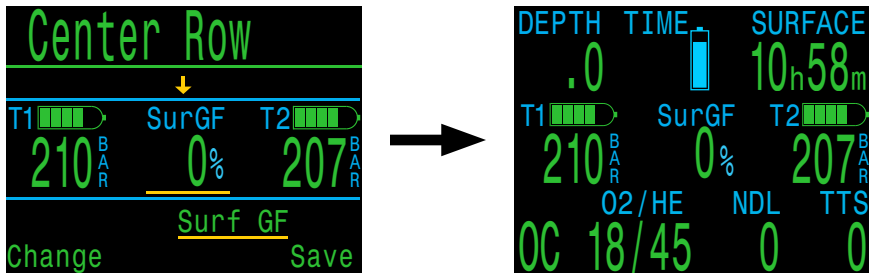 Center Row
T1 SurGF T2
210 BAR 0% 207 BAR
Surf GF
Change Save
DEPTH TIME SURFACE
.0 10h58m
T1 SurGF T2
210 BAR 0% 207 BAR
O2/HE NDL TTS
OC 18/45 0 0